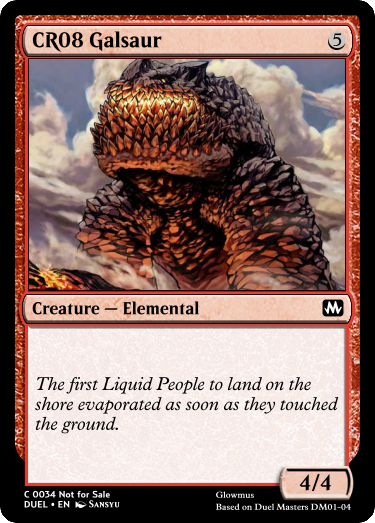 CR08 Galsaur 5
Creature — Elemental
The first Liquid People to land on the
shore evaporated as soon as they touched
the ground.
4/4
C 0034 Not for Sale
DUEL • EN Sansyu
Glowmus
Based on Duel Masters DM01-04